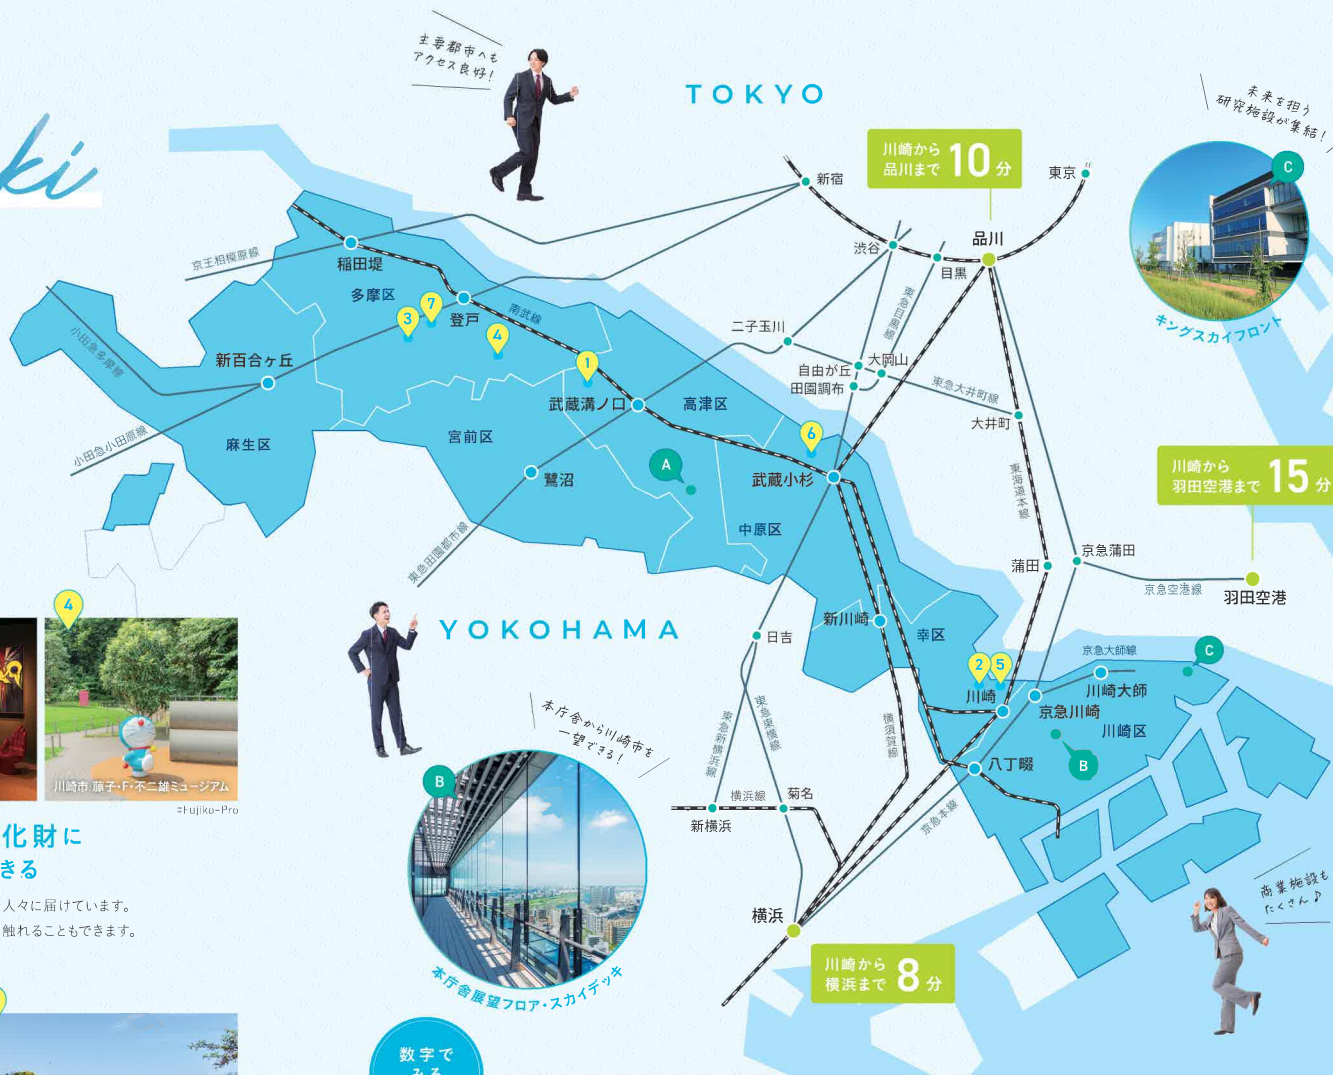 主要都市へも
アクセス良好!
TOKYO
未来を担う
研究施設が集結!
ki
川崎から
品川まで 10 分
新宿
東京
C
渋谷
品川
目黒
京王相模原線
稲田堤
多摩区
7
3
登戸
南武線
4
東急目黒線
キングスカイフロント
小田急多摩線
新百合ヶ丘
二子玉川
1
自由が丘
大岡山
田園調布
東急大井町線
武蔵溝ノ口
高津区
大井町
小田急小田原線
麻生区
宮前区
6
A
鷺沼
武蔵小杉
東海道本線
川崎から
羽田空港まで 15 分
中原区
東急田園都市線
蒲田
京急蒲田
京急空港線
羽田空港
4
YOKOHAMA
新川崎
日吉
幸区
京急大師線
C
2
5
川崎
川崎大師
京急川崎
川崎区
本庁舎から川崎市を
一望できる!
東急新横浜線
東急東横線
横須賀線
八丁畷
B
川崎市 藤子・F・不二雄ミュージアム
©Fujiko-Pro
B
横浜線
菊名
新横浜
京急本線
化財に
きる
人々に届けています。
触れることもできます。
横浜
商業施設も
たくさん♪
川崎から
横浜まで 8 分
本庁舎展望フロア・スカイデッキ
数字で
みる